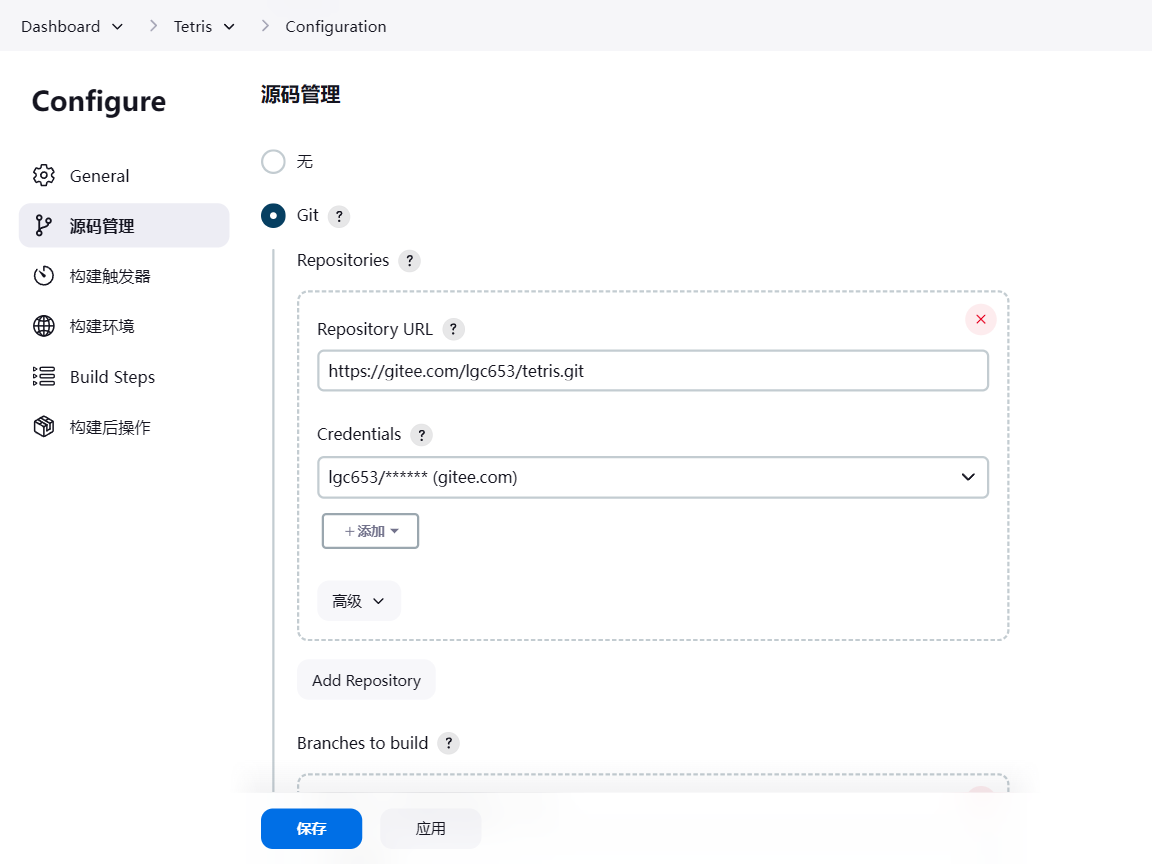 Dashboard Tetris Configuration
Configure
General
源码管理
构建触发器
构建环境
Build Steps
构建后操作
源码管理
无
Git ?
Repositories ?
Repository URL ?
https://gitee.com/lgc653/tetris.git
Credentials ?
lgc653/****** (gitee.com)
+添加
高级
Add Repository
Branches to build ?
保存 应用